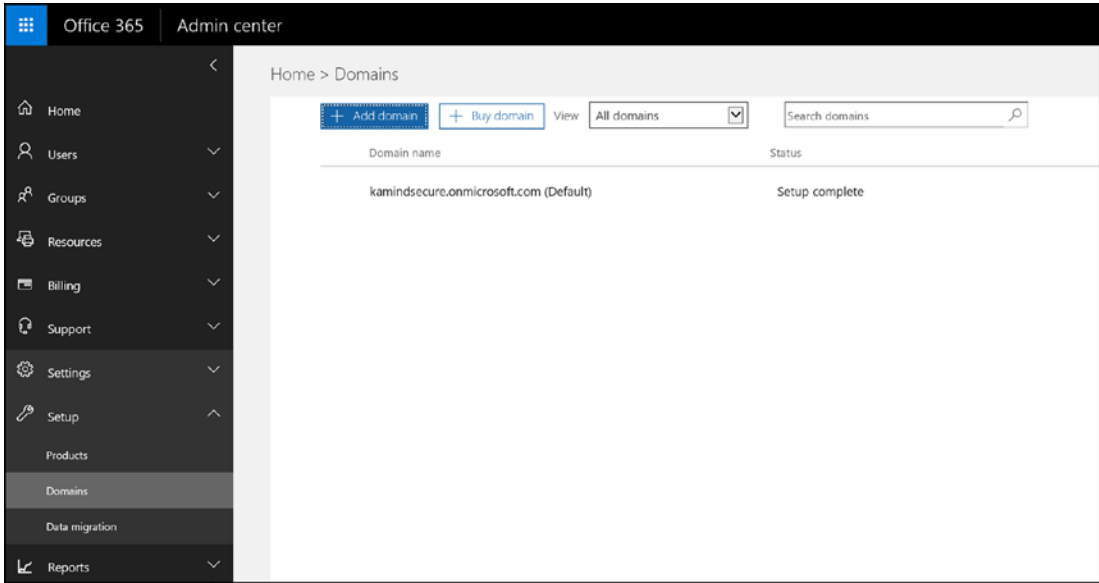 Office 365 Admin center
Home > Domains
Home
Users
Groups
Resources
Billing
Support
Settings
Setup
Products
Domains
Data migration
Reports
+ Add domain + Buy domain View All domains Search domains
Domain name Status
kamindsecure.onmicrosoft.com (Default) Setup complete